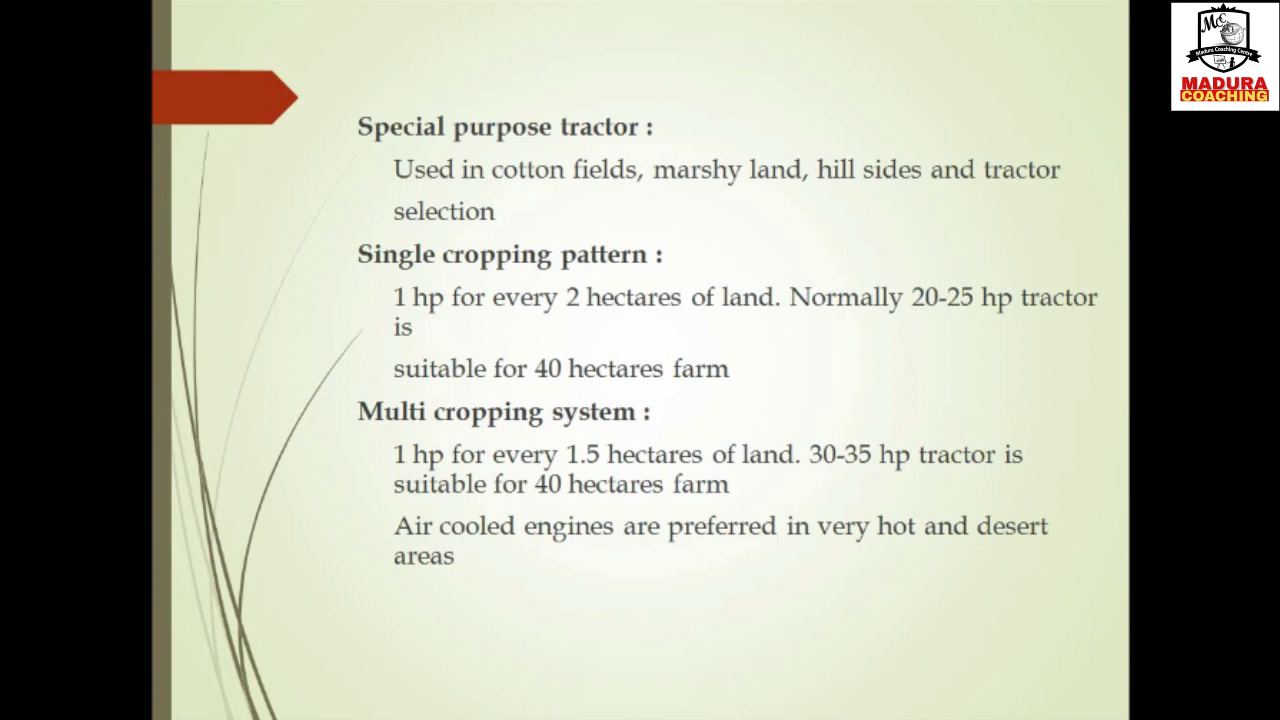 Special purpose tractor :
Used in cotton fields, marshy land, hill sides and tractor
selection
Single cropping pattern :
1 hp for every 2 hectares of land. Normally 20-25 hp tractor
is
suitable for 40 hectares farm
Multi cropping system :
1 hp for every 1.5 hectares of land. 30-35 hp tractor is
suitable for 40 hectares farm
Air cooled engines are preferred in very hot and desert
areas
Madura Coaching Centre
MADURA
COACHING